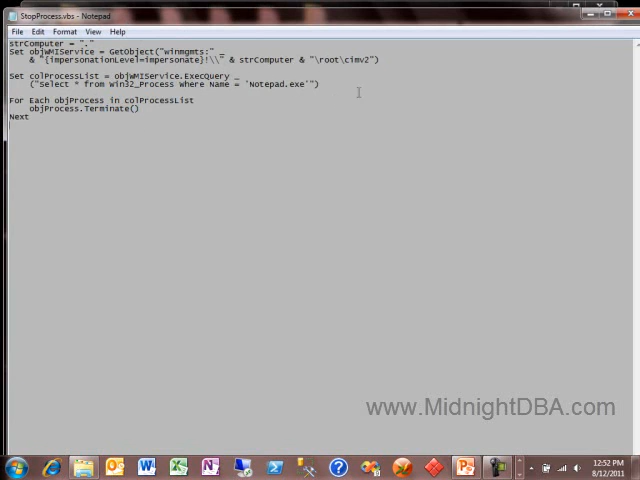 StopProcess.vbs - Notepad
File Edit Format View Help
strComputer = "."
Set objWMIService = GetObject("winmgmts:" _
& "{impersonationLevel=impersonate}!\\" & strComputer & "\root\cimv2")
Set colProcessList = objWMIService.ExecQuery _
("Select * from Win32_Process Where Name = 'Notepad.exe'")
For Each objProcess in colProcessList
objProcess.Terminate()
Next
www.MidnightDBA.com
12:52 PM
8/12/2011